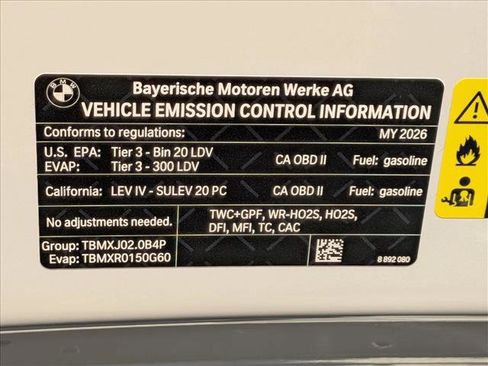 BMW
Bayerische Motoren Werke AG
VEHICLE EMISSION CONTROL INFORMATION
Conforms to regulations: MY 2026
U.S. EPA: Tier 3 - Bin 20 LDV CA OBD II Fuel: gasoline
EVAP: Tier 3 - 300 LDV
California: LEV IV - SULEV 20 PC CA OBD II Fuel: gasoline
No adjustments needed.
TWC+GPF, WR-HO2S, HO2S,
DFI, MFI, TC, CAC
Group: TBMXJ02.0B4P
Evap: TBMXR0150G60
8 892 080